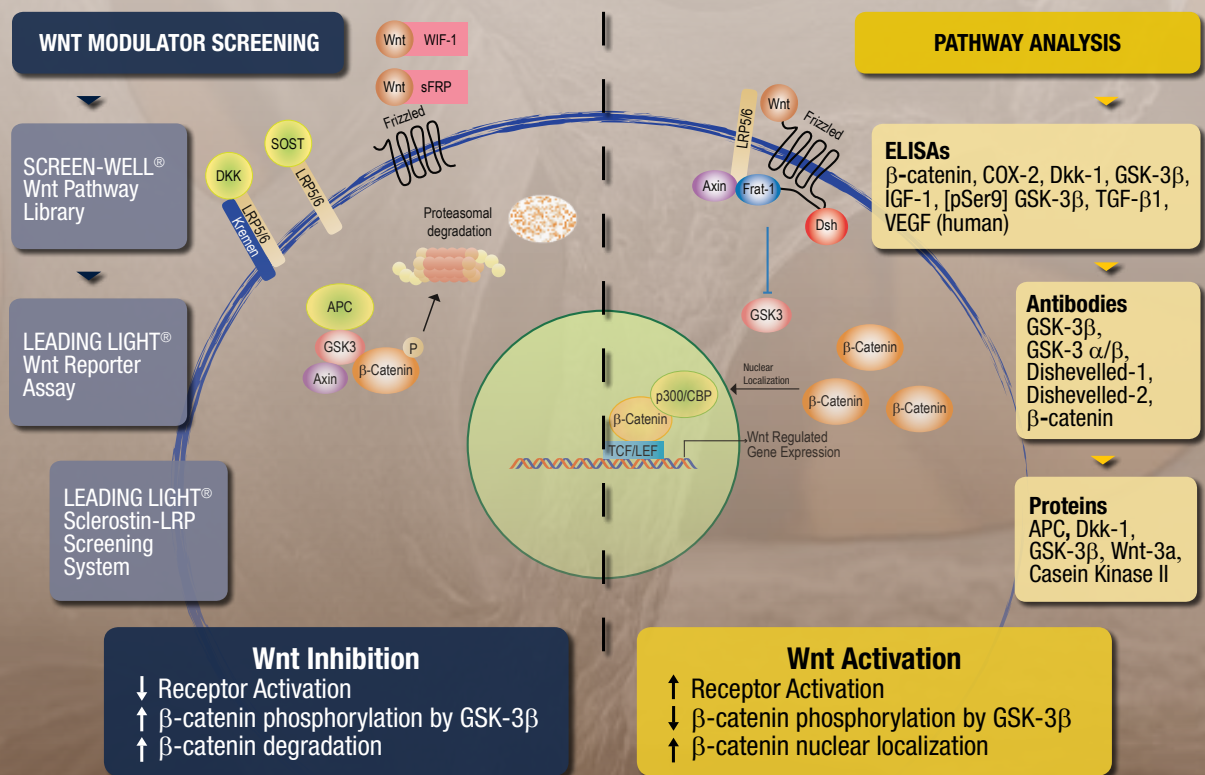 WNT MODULATOR SCREENING
SCREEN-WELL®
Wnt Pathway
Library
LEADING LIGHT®
Wnt Reporter
Assay
LEADING LIGHT®
Sclerostin-LRP
Screening
System
Wnt WIF-1
Wnt sFRP
Frizzled
SOST
LRP5/6
DKK
LRP5/6
Kremen
Proteasomal
degradation
APC
GSK3
Axin
β-Catenin
P
Wnt
Frizzled
LRP5/6
Axin
Frat-1
Dsh
GSK3
β-Catenin
β-Catenin
β-Catenin
Nuclear
Localization
p300/CBP
β-Catenin
TCF/LEF
Wnt Regulated
Gene Expression
PATHWAY ANALYSIS
ELISAs
β-catenin, COX-2, Dkk-1, GSK-3β,
IGF-1, [pSer9] GSK-3β, TGF-β1,
VEGF (human)
Antibodies
GSK-3β,
GSK-3 α/β,
Dishevelled-1,
Dishevelled-2,
β-catenin
Proteins
APC, Dkk-1,
GSK-3β, Wnt-3a,
Casein Kinase II
Wnt Inhibition
↓ Receptor Activation
↑ β-catenin phosphorylation by GSK-3β
↑ β-catenin degradation
Wnt Activation
↑ Receptor Activation
↓ β-catenin phosphorylation by GSK-3β
↑ β-catenin nuclear localization